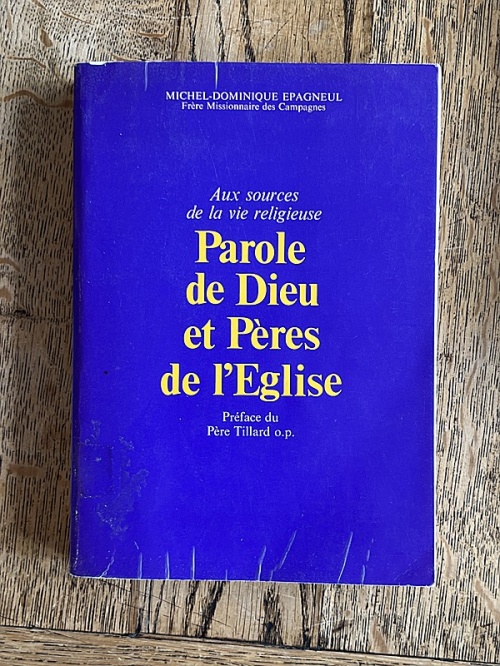 MICHEL-DOMINIQUE EPAGNEUL
Frère Missionnaire des Campagnes
Aux sources
de la vie religieuse
Parole
de Dieu
et Pères
de l'Eglise
Préface du
Père Tillard o.p.